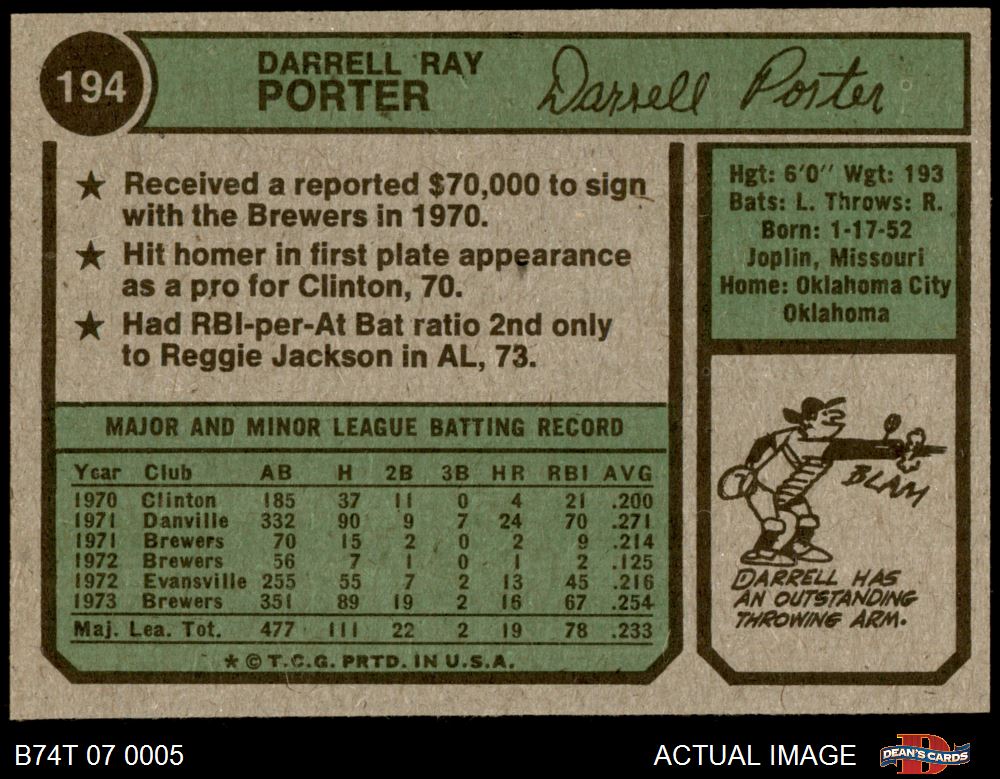 194
DARRELL RAY
PORTER
Darrell Porter
★ Received a reported $70,000 to sign
with the Brewers in 1970.
★ Hit homer in first plate appearance
as a pro for Clinton, 70.
★ Had RBI-per-At Bat ratio 2nd only
to Reggie Jackson in AL, 73.
MAJOR AND MINOR LEAGUE BATTING RECORD
Year Club AB H 2B 3B HR RBI AVG
1970 Clinton 185 37 11 0 4 21 .200
1971 Danville 332 90 9 7 24 70 .271
1971 Brewers 70 15 2 0 2 9 .214
1972 Brewers 56 7 1 0 1 2 .125
1972 Evansville 255 55 7 2 13 45 .216
1973 Brewers 351 89 19 2 16 67 .254
Maj. Lea. Tot. 477 111 22 2 19 78 .233
★ © T.C.G. PRTD. IN U.S.A.
Hgt: 6'0" Wgt: 193
Bats: L. Throws: R.
Born: 1-17-52
Joplin, Missouri
Home: Oklahoma City
Oklahoma
BLAM
DARRELL HAS
AN OUTSTANDING
THROWING ARM.
B74T 07 0005
ACTUAL IMAGE
DEAN'S CARDS